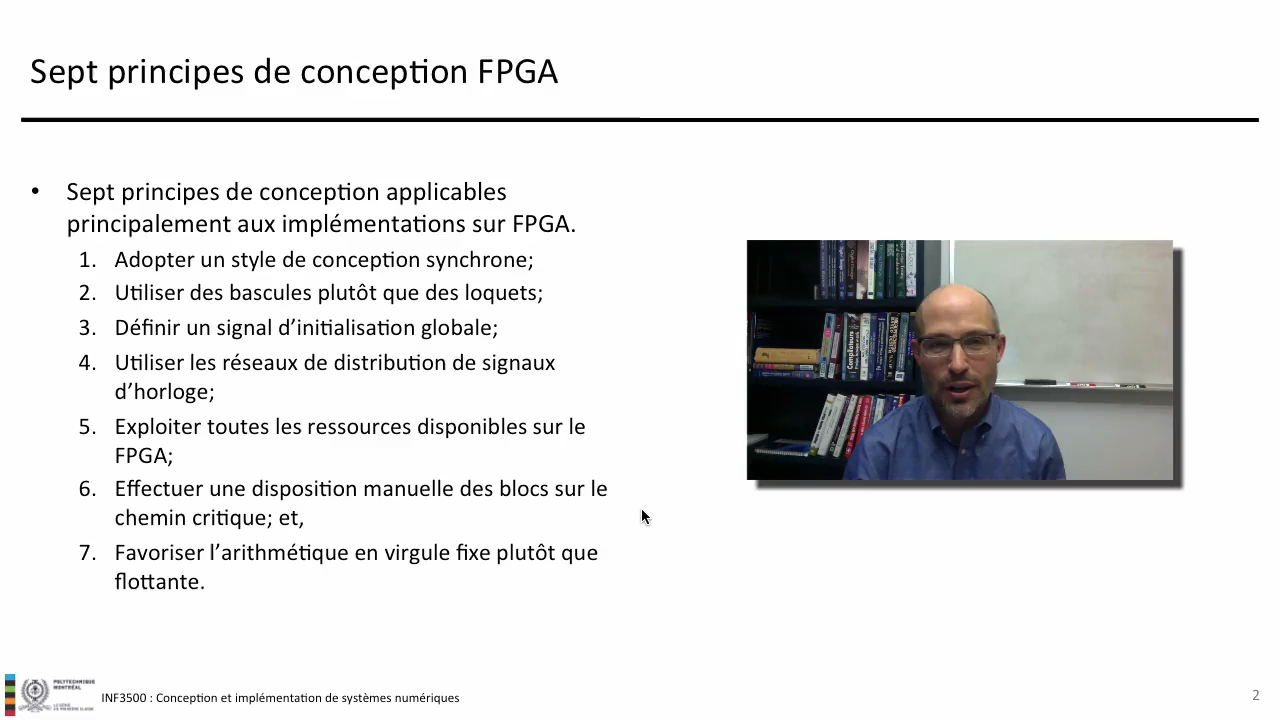 Sept principes de conception FPGA
• Sept principes de conception applicables
principalement aux implémentations sur FPGA.
1. Adopter un style de conception synchrone;
2. Utiliser des bascules plutôt que des loquets;
3. Définir un signal d’initialisation globale;
4. Utiliser les réseaux de distribution de signaux
d’horloge;
5. Exploiter toutes les ressources disponibles sur le
FPGA;
6. Effectuer une disposition manuelle des blocs sur le
chemin critique; et,
7. Favoriser l’arithmétique en virgule fixe plutôt que
flottante.
Compilateurs
POLYTECHNIQUE
MONTRÉAL
INF3500 : Conception et implémentation de systèmes numériques
2